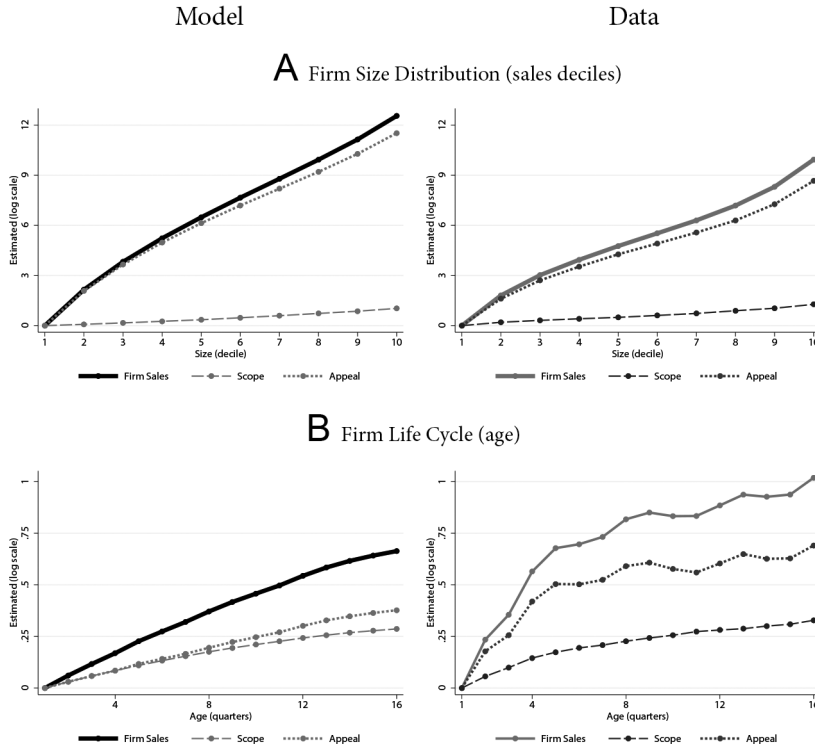 Model
Data
A Firm Size Distribution (sales deciles)
Estimated (log scale)
12
9
6
3
0
1 2 3 4 5 6 7 8 9 10
Size (decile)
Firm Sales Scope Appeal
Estimated (log scale)
12
9
6
3
0
1 2 3 4 5 6 7 8 9 10
Size (decile)
Firm Sales Scope Appeal
B Firm Life Cycle (age)
Estimated (log scale)
1
.75
.5
.25
0
4 8 12 16
Age (quarters)
Firm Sales Scope Appeal
Estimated (log scale)
1
.75
.5
.25
0
1 4 8 12 16
Age (quarters)
Firm Sales Scope Appeal